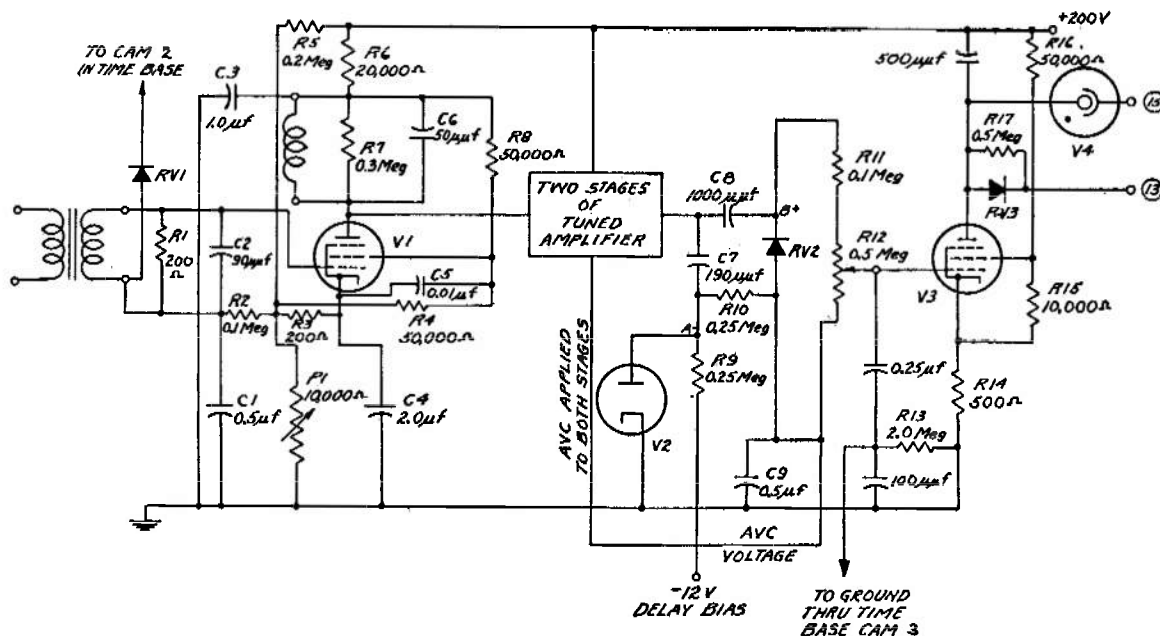 TO CAM 2
IN TIME BASE
R5
0.2 Meg
R6
20,000Ω
+200V
500μμf
R16
50,000Ω
C3
1.0μf
R7
0.3 Meg
C6
50μμf
R8
50,000Ω
RV1
R1
200
Ω
C2
90μμf
V1
C5
0.01μf
R2
0.1 Meg
R3
200Ω
R4
50,000Ω
P1
10,000Ω
C1
0.5μf
C4
2.0μf
TWO STAGES
OF
TUNED
AMPLIFIER
AVC APPLIED
TO BOTH STAGES
C8
1000μμf
B+
RV2
C7
190μμf
R10
0.25 Meg
A-
R9
0.25 Meg
V2
C9
0.5μf
AVC
VOLTAGE
-12V
DELAY BIAS
R11
0.1 Meg
R12
0.5 Meg
R17
0.5 Meg
RV3
V4
15
13
V3
R15
10,000Ω
0.25μf
R14
500Ω
R13
2.0 Meg
100μμf
TO GROUND
THRU TIME
BASE CAM 3